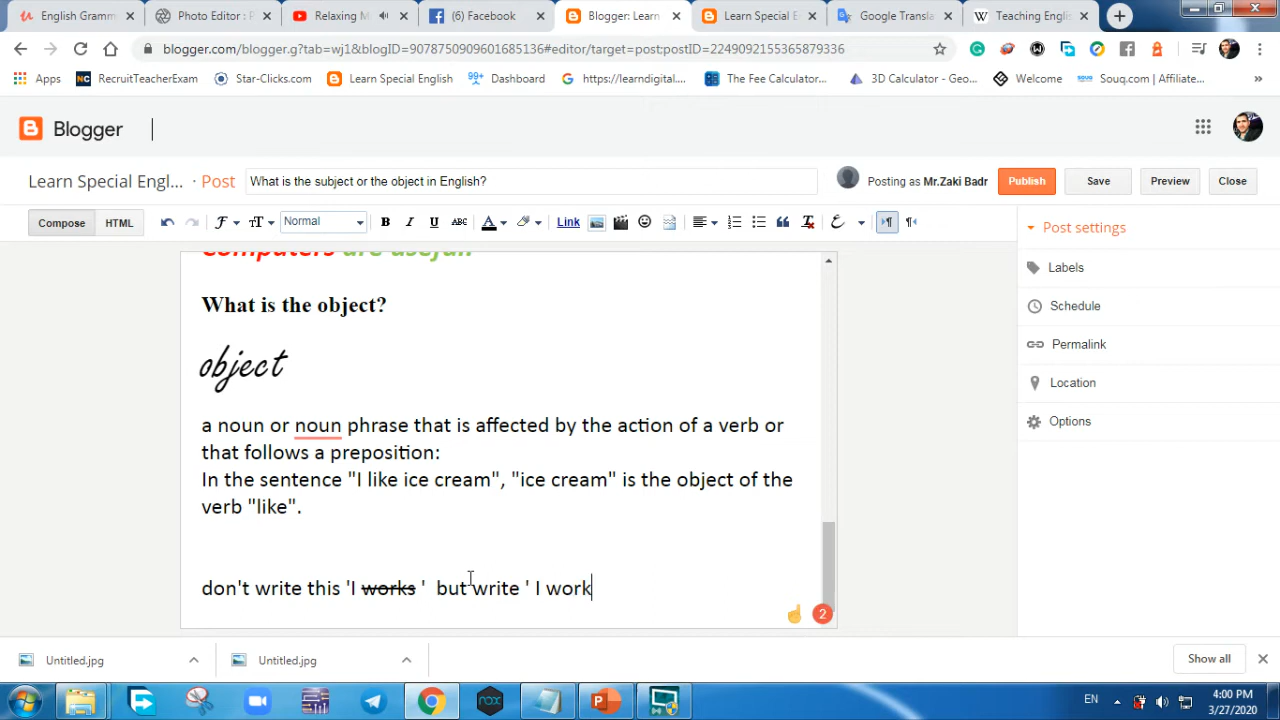 English Gramm
Photo Editor : P
Relaxing M
(6) Facebook
Blogger: Learn
Learn Special E
Google Transla
Teaching Englis
blogger.com/blogger.g?tab=wj1&blogID=9078750909601685136#editor/target=post;postID=2249092155365879336
Apps
RecruitTeacherExam
Star-Clicks.com
Learn Special English
Dashboard
https://learndigital....
The Fee Calculator...
3D Calculator - Geo...
Welcome
Souq.com | Affiliate...
»
Blogger
Learn Special Engl... · Post
What is the subject or the object in English?
Posting as Mr.Zaki Badr
Publish
Save
Preview
Close
Compose
HTML
Normal
B I U ABC A
Link
Post settings
Labels
Schedule
Permalink
Location
Options
Computers are useful.
What is the object?
object
a noun or noun phrase that is affected by the action of a verb or
that follows a preposition:
In the sentence "I like ice cream", "ice cream" is the object of the
verb "like".
don't write this 'I works '  but write ' I work
2
Untitled.jpg
Untitled.jpg
Show all
EN
4:00 PM
3/27/2020